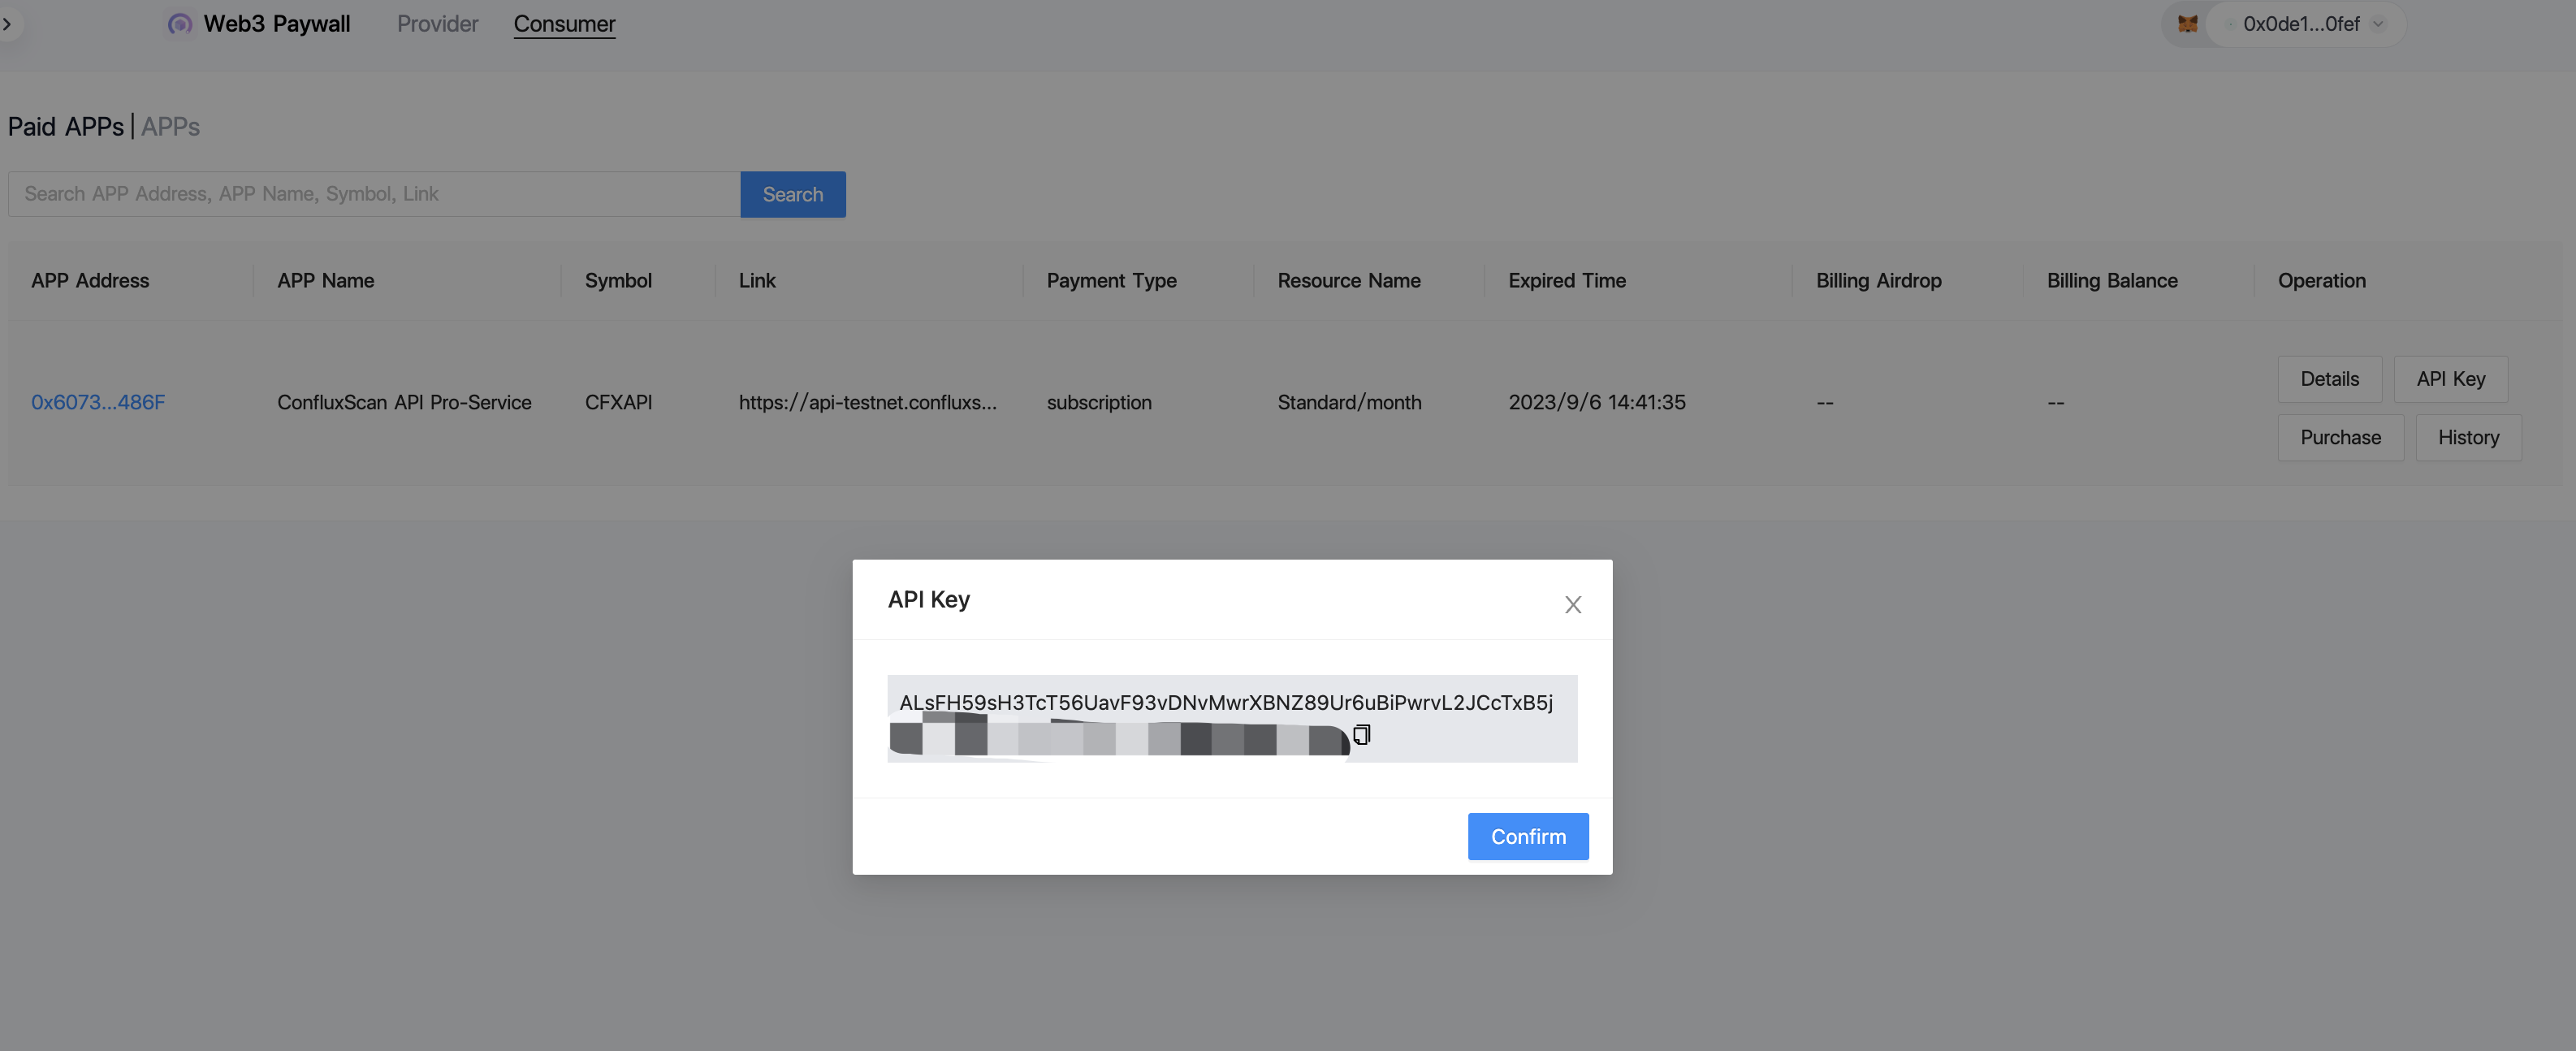 Web3 Paywall Provider Consumer 0x0de1...0fef
Paid APPs | APPs
Search APP Address, APP Name, Symbol, Link Search
APP Address APP Name Symbol Link Payment Type Resource Name Expired Time Billing Airdrop Billing Balance Operation
0x6073...486F ConfluxScan API Pro-Service CFXAPI https://api-testnet.confluxs... subscription Standard/month 2023/9/6 14:41:35 -- -- Details API Key
Purchase History
API Key
ALsFH59sH3TcT56UavF93vDNvMwrXBNZ89Ur6uBiPwrvL2JCcTxB5j
Confirm